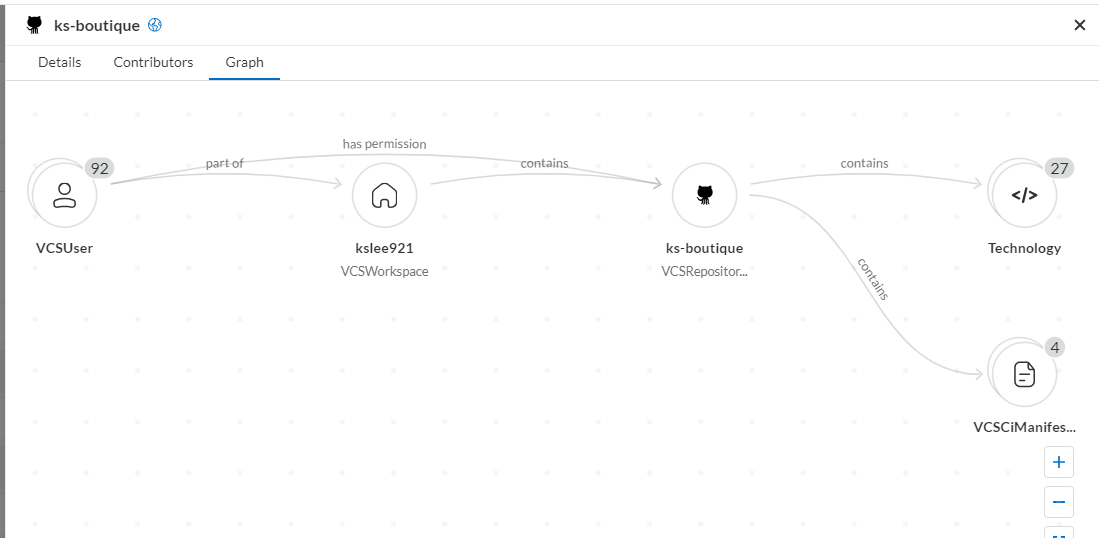 ks-boutique
Details Contributors Graph
has permission
part of contains contains
92 27
VCSUser kslee921 ks-boutique Technology
VCSWorkspace VCSRepositor...
contains
4
VCSCiManifes...